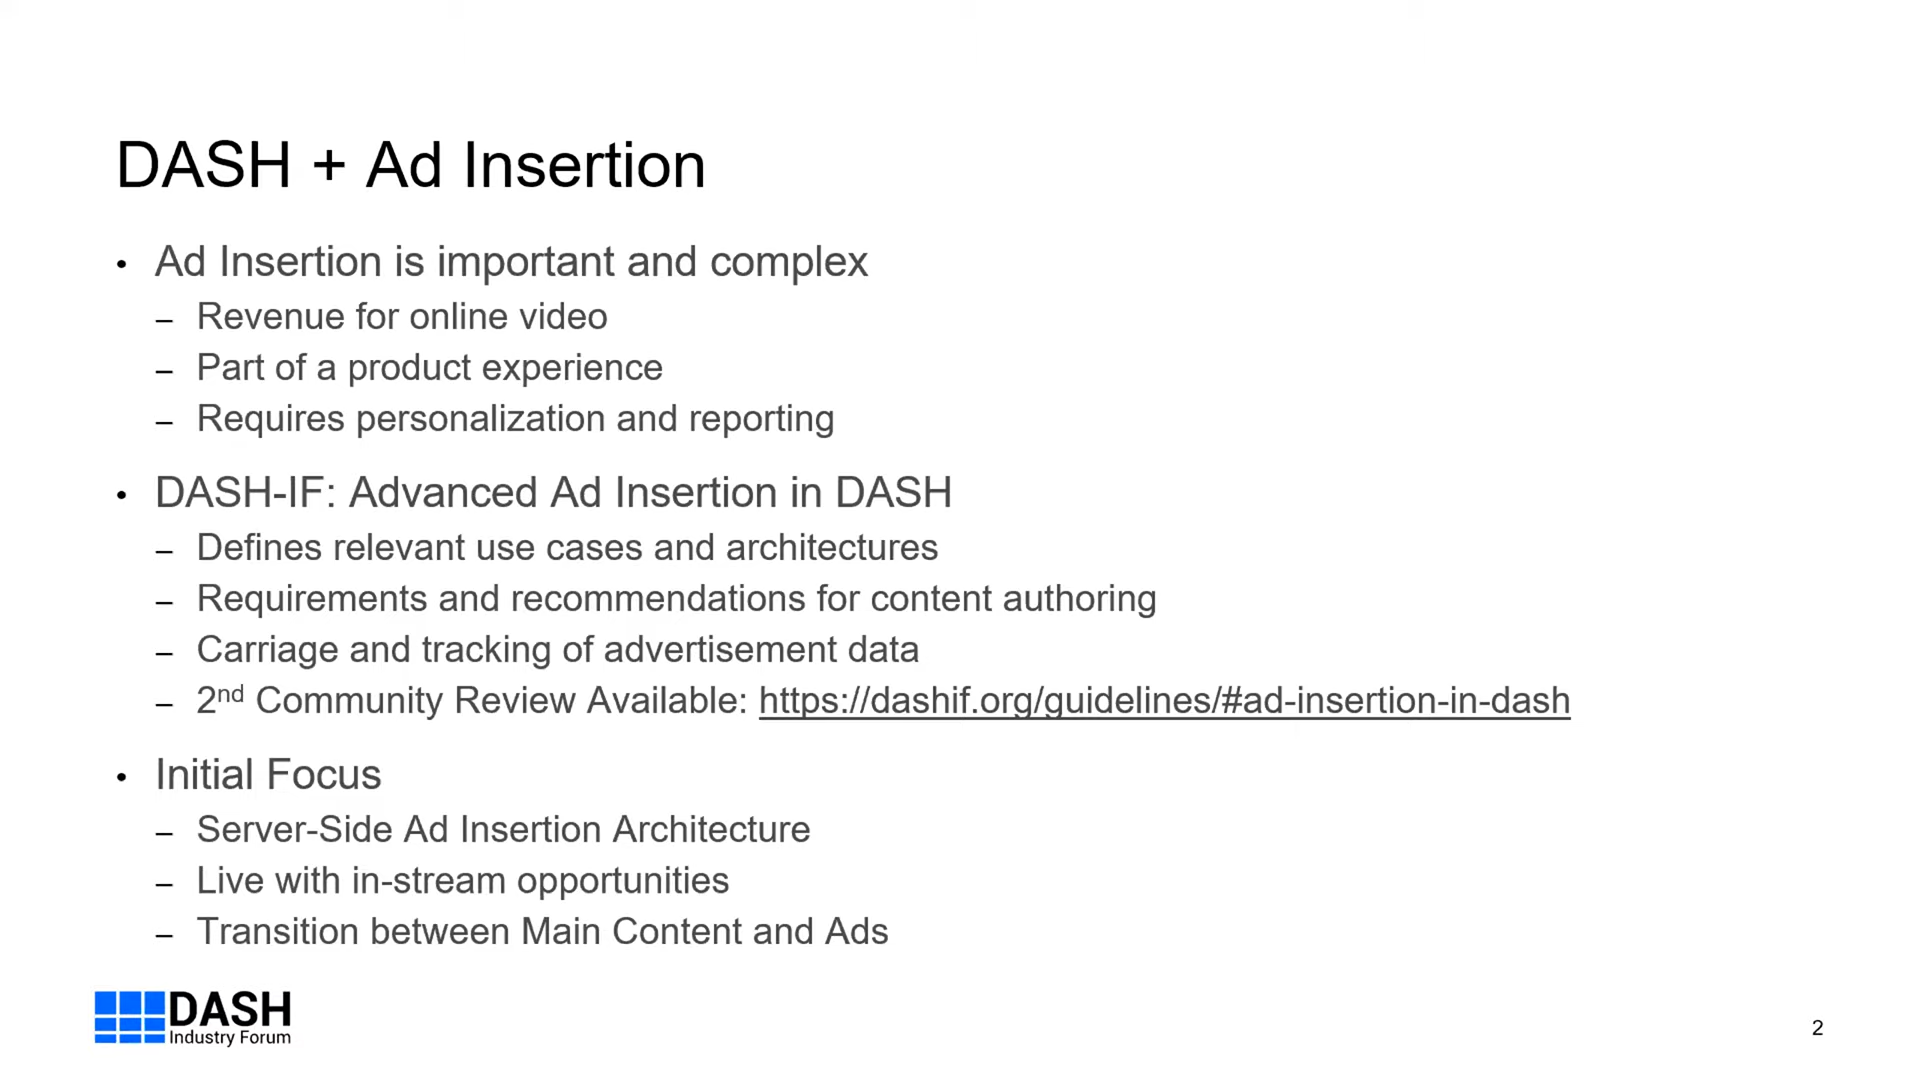 DASH + Ad Insertion
• Ad Insertion is important and complex
– Revenue for online video
– Part of a product experience
– Requires personalization and reporting
• DASH-IF: Advanced Ad Insertion in DASH
– Defines relevant use cases and architectures
– Requirements and recommendations for content authoring
– Carriage and tracking of advertisement data
– 2nd Community Review Available: https://dashif.org/guidelines/#ad-insertion-in-dash
• Initial Focus
– Server-Side Ad Insertion Architecture
– Live with in-stream opportunities
– Transition between Main Content and Ads
DASH
Industry Forum
2